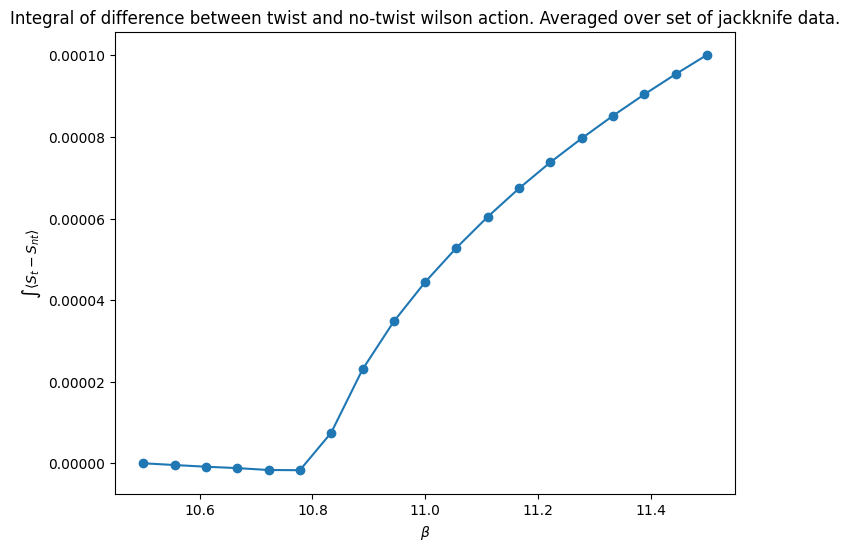 Integral of difference between twist and no-twist wilson action. Averaged over set of jackknife data.
0.00010
0.00008
0.00006
0.00004
0.00002
0.00000
∫⟨S_t − S_{nt}⟩
10.6 10.8 11.0 11.2 11.4
β